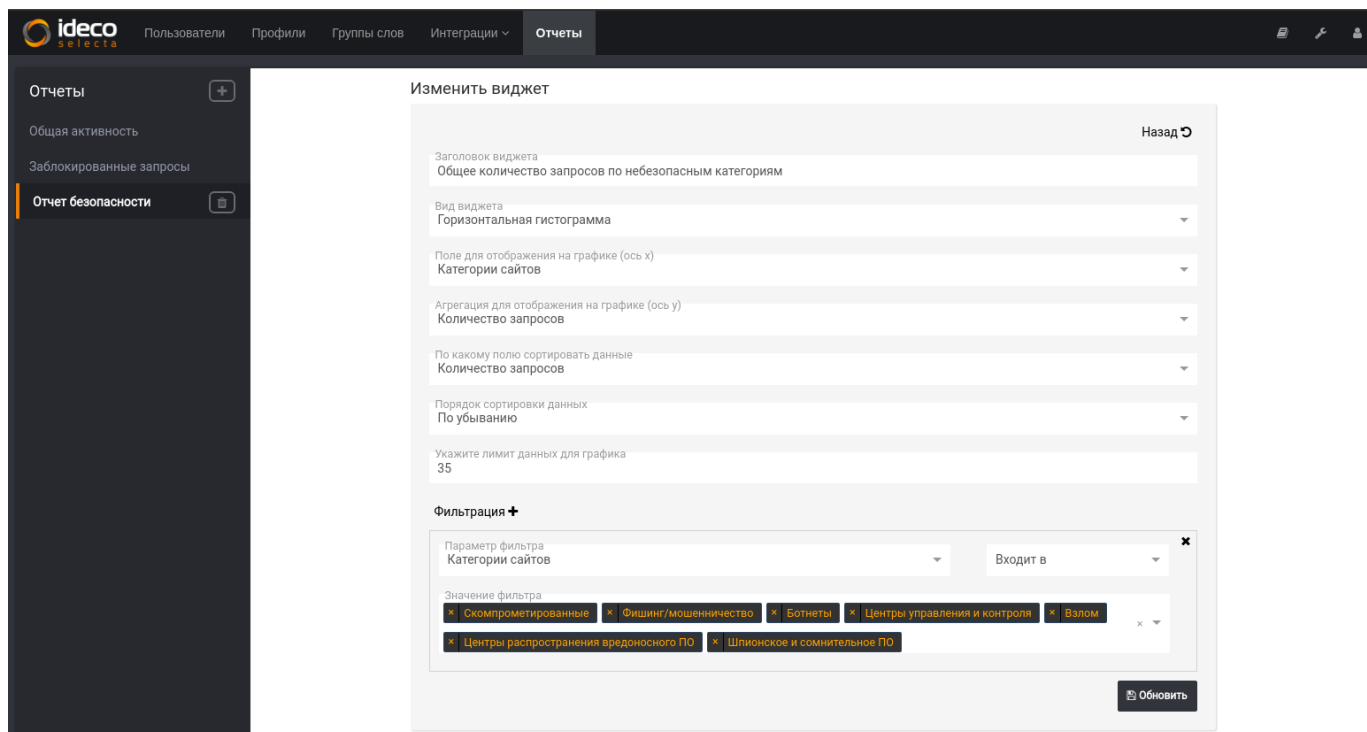 ideco
selecta
Пользователи
Профили
Группы слов
Интеграции
Отчеты
Отчеты
Общая активность
Заблокированные запросы
Отчет безопасности
Изменить виджет
Назад
Заголовок виджета
Общее количество запросов по небезопасным категориям
Вид виджета
Горизонтальная гистограмма
Поле для отображения на графике (ось x)
Категории сайтов
Агрегация для отображения на графике (ось y)
Количество запросов
По какому полю сортировать данные
Количество запросов
Порядок сортировки данных
По убыванию
Укажите лимит данных для графика
35
Фильтрация
Параметр фильтра
Категории сайтов
Входит в
Значение фильтра
× Скомпрометированные × Фишинг/мошенничество × Ботнеты × Центры управления и контроля × Взлом
× Центры распространения вредоносного ПО × Шпионское и сомнительное ПО
Обновить